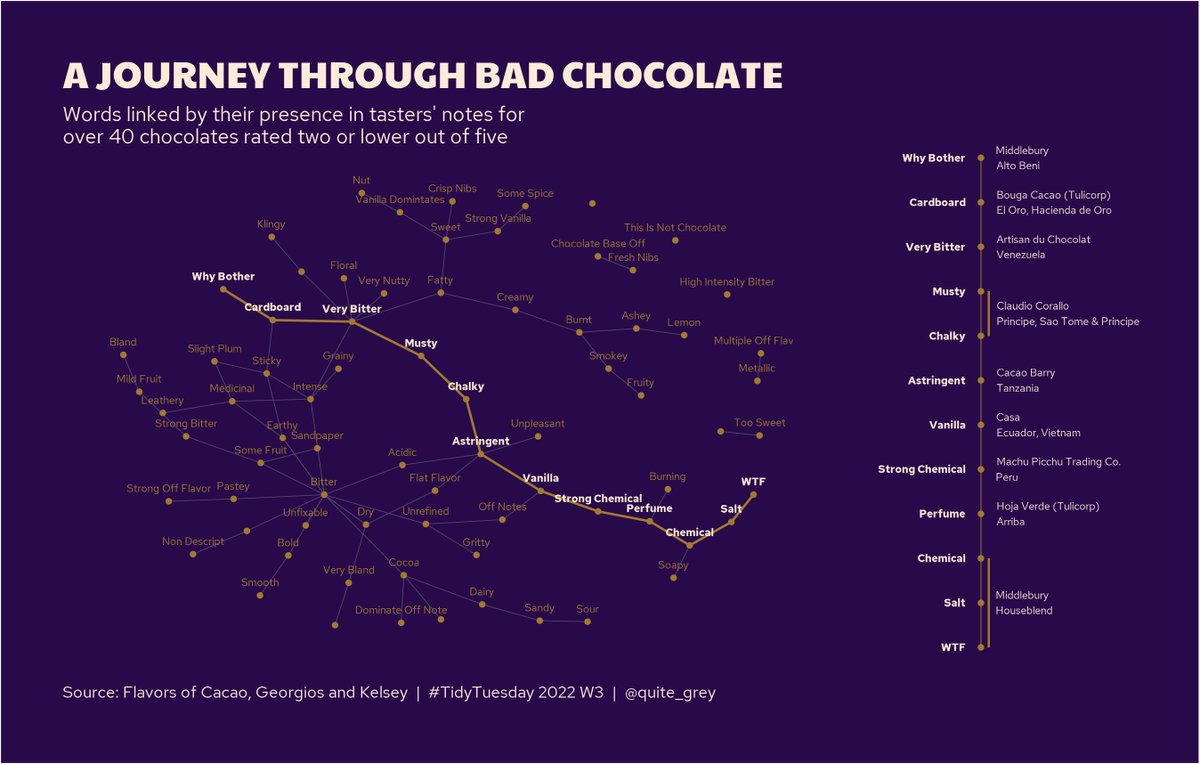 A JOURNEY THROUGH BAD CHOCOLATE
Words linked by their presence in tasters' notes for
over 40 chocolates rated two or lower out of five
Nut
Vanilla Domintates
Crisp Nibs
Some Spice
Strong Vanilla
Sweet
Klingy
This Is Not Chocolate
Chocolate Base Off
Fresh Nibs
Floral
Why Bother
Very Nutty
Fatty
High Intensity Bitter
Creamy
Cardboard
Very Bitter
Burnt
Ashey
Lemon
Bland
Slight Plum
Sticky
Grainy
Musty
Smokey
Multiple Off Flav
Metallic
Mild Fruit
Medicinal
Intense
Chalky
Fruity
Leathery
Strong Bitter
Earthy
Sandpaper
Unpleasant
Too Sweet
Some Fruit
Acidic
Astringent
Strong Off Flavor
Pastey
Bitter
Flat Flavor
Vanilla
Burning
WTF
Strong Chemical
Perfume
Salt
Unfixable
Dry
Unrefined
Off Notes
Chemical
Non Descript
Bold
Gritty
Soapy
Smooth
Very Bland
Cocoa
Dairy
Dominate Off Note
Sandy
Sour
Why Bother
Middlebury
Alto Beni
Cardboard
Bouga Cacao (Tulicorp)
El Oro, Hacienda de Oro
Very Bitter
Artisan du Chocolat
Venezuela
Musty
Claudio Corallo
Principe, Sao Tome & Principe
Chalky
Astringent
Cacao Barry
Tanzania
Vanilla
Casa
Ecuador, Vietnam
Strong Chemical
Machu Picchu Trading Co.
Peru
Perfume
Hoja Verde (Tulicorp)
Arriba
Chemical
Salt
Middlebury
Houseblend
WTF
Source: Flavors of Cacao, Georgios and Kelsey | #TidyTuesday 2022 W3 | @quite_grey